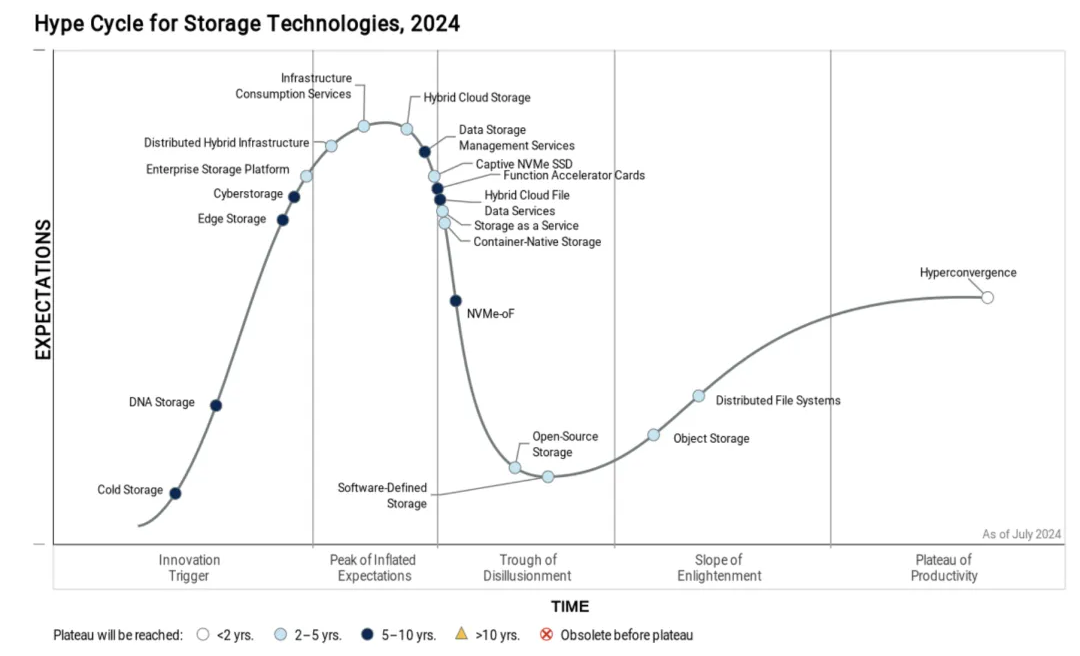 Hype Cycle for Storage Technologies, 2024
EXPECTATIONS
Infrastructure
Consumption Services
Hybrid Cloud Storage
Distributed Hybrid Infrastructure
Data Storage
Management Services
Enterprise Storage Platform
Captive NVMe SSD
Function Accelerator Cards
Cyberstorage
Hybrid Cloud File
Data Services
Edge Storage
Storage as a Service
Container-Native Storage
Hyperconvergence
NVMe-oF
DNA Storage
Distributed File Systems
Open-Source
Storage
Object Storage
Cold Storage
Software-Defined
Storage
As of July 2024
Innovation
Trigger
Peak of Inflated
Expectations
Trough of
Disillusionment
Slope of
Enlightenment
Plateau of
Productivity
TIME
Plateau will be reached: <2 yrs. 2–5 yrs. 5–10 yrs. >10 yrs. Obsolete before plateau